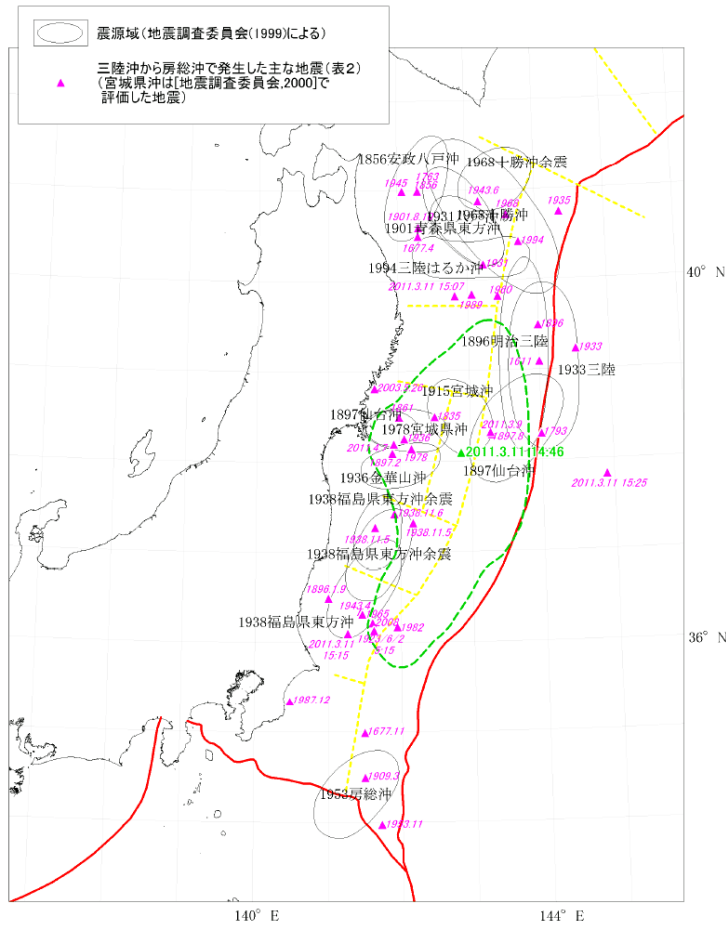 震源域(地震調査委員会(1999)による)
三陸沖から房総沖で発生した主な地震(表2)
(宮城県沖は[地震調査委員会,2000]で
評価した地震)
1856安政八戸沖
1968十勝沖余震
1763
1856
1945
1943.6
1968
1935
1968十勝沖
1901青森県東方沖
1677.4
1994
1994三陸はるか沖
1931
40° N
2011.3.11 15:07
1989
1960
1896
1896明治三陸
1933
1611
1933三陸
2003.5.26
1915宮城沖
1861
1897仙台沖
1835
1978宮城県沖
2011.3.9
1897.8
1793
1936
1978
1897.2
2011.3.11 14:46
1897仙台沖
1936金華山沖
2011.3.11 15:25
1938福島県東方沖余震
1938.11.6
1938.11.5
1938.11.5
1938福島県東方沖余震
1896.1.9
1943.4
1965
2008
1938福島県東方沖
1982
36° N
2011.3.11
15:15
1987.12
1677.11
1909.3
1953房総沖
1953.11
140° E
144° E